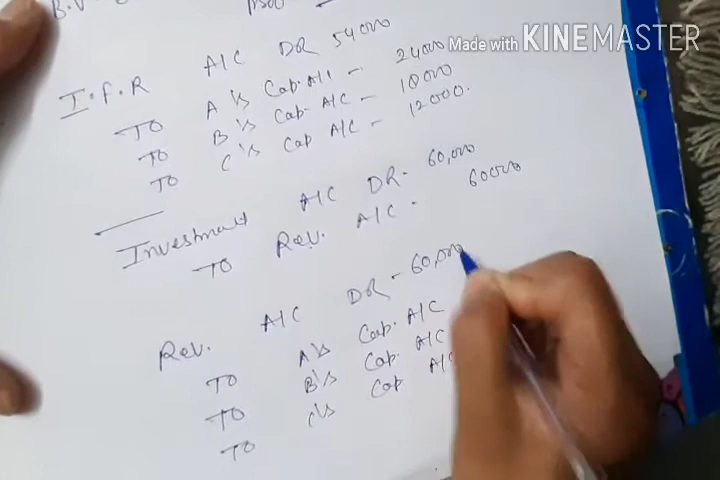 B.V
Made with KINEMASTER
I.F.R A/C DR 54000
TO A's Cap. A/C - 24000
TO B's Cap. A/C - 18000
TO C's Cap A/C - 12000.
Investment A/C DR - 60,000
TO Rev. A/C - 60000
Rev. A/C DR - 60,000
TO A's Cap. A/C
TO B's Cap. A/C
TO C's Cap A/C